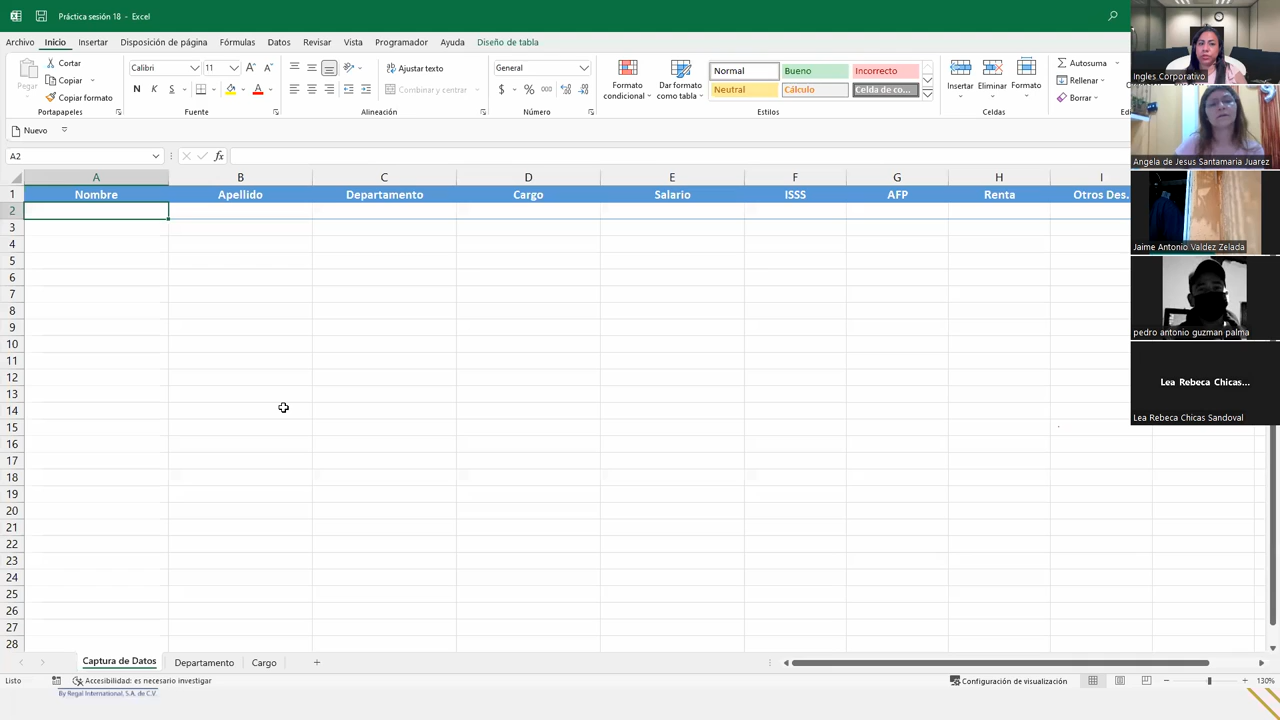 Práctica sesión 18 - Excel
Archivo Inicio Insertar Disposición de página Fórmulas Datos Revisar Vista Programador Ayuda Diseño de tabla
Pegar
Cortar
Copiar
Copiar formato
Portapapeles
Calibri 11
N K S
Fuente
Ajustar texto
Combinar y centrar
Alineación
General
$ % 000
Número
Formato condicional
Dar formato como tabla
Normal Bueno Incorrecto
Neutral Cálculo Celda de co...
Estilos
Insertar Eliminar Formato
Celdas
Autosuma
Rellenar
Borrar
Nuevo
A2
fx
A B C D E F G H I
1 Nombre Apellido Departamento Cargo Salario ISSS AFP Renta Otros Des.
2
3
4
5
6
7
8
9
10
11
12
13
14
15
16
17
18
19
20
21
22
23
24
25
26
27
28
Captura de Datos Departamento Cargo
Listo
Accesibilidad: es necesario investigar
Configuración de visualización
130%
By Regal International, S.A. de C.V.
Ingles Corporativo
Angela de Jesus Santamaria Juarez
Jaime Antonio Valdez Zelada
pedro antonio guzman palma
Lea Rebeca Chicas...
Lea Rebeca Chicas Sandoval